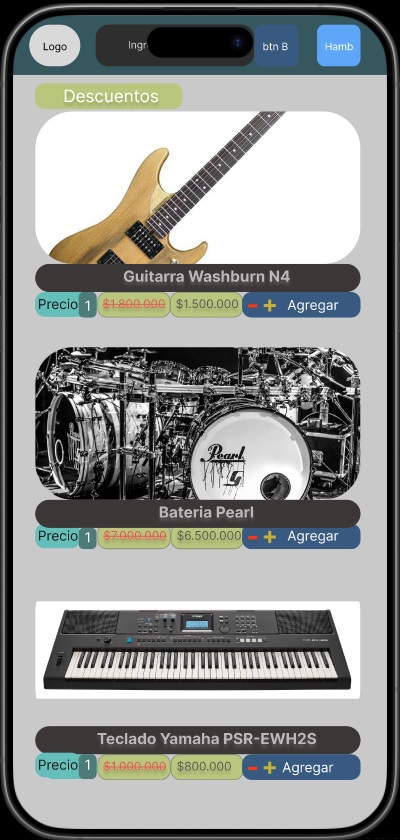 Logo
Ingr
btn B
Hamb
Descuentos
Guitarra Washburn N4
Precio 1 $1.800.000 $1.500.000 - + Agregar
Pearl
Bateria Pearl
Precio 1 $7.000.000 $6.500.000 - + Agregar
Teclado Yamaha PSR-EWH2S
Precio 1 $1.000.000 $800.000 - + Agregar